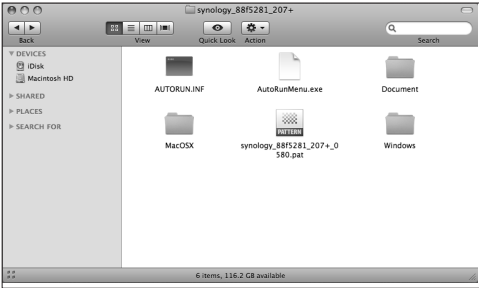 synology_88f5281_207+
Back
View
Quick Look
Action
Search
DEVICES
iDisk
Macintosh HD
SHARED
PLACES
SEARCH FOR
AUTORUN.INF
AutoRunMenu.exe
Document
MacOSX
PATTERN
synology_88f5281_207+_0
580.pat
Windows
6 items, 116.2 GB available